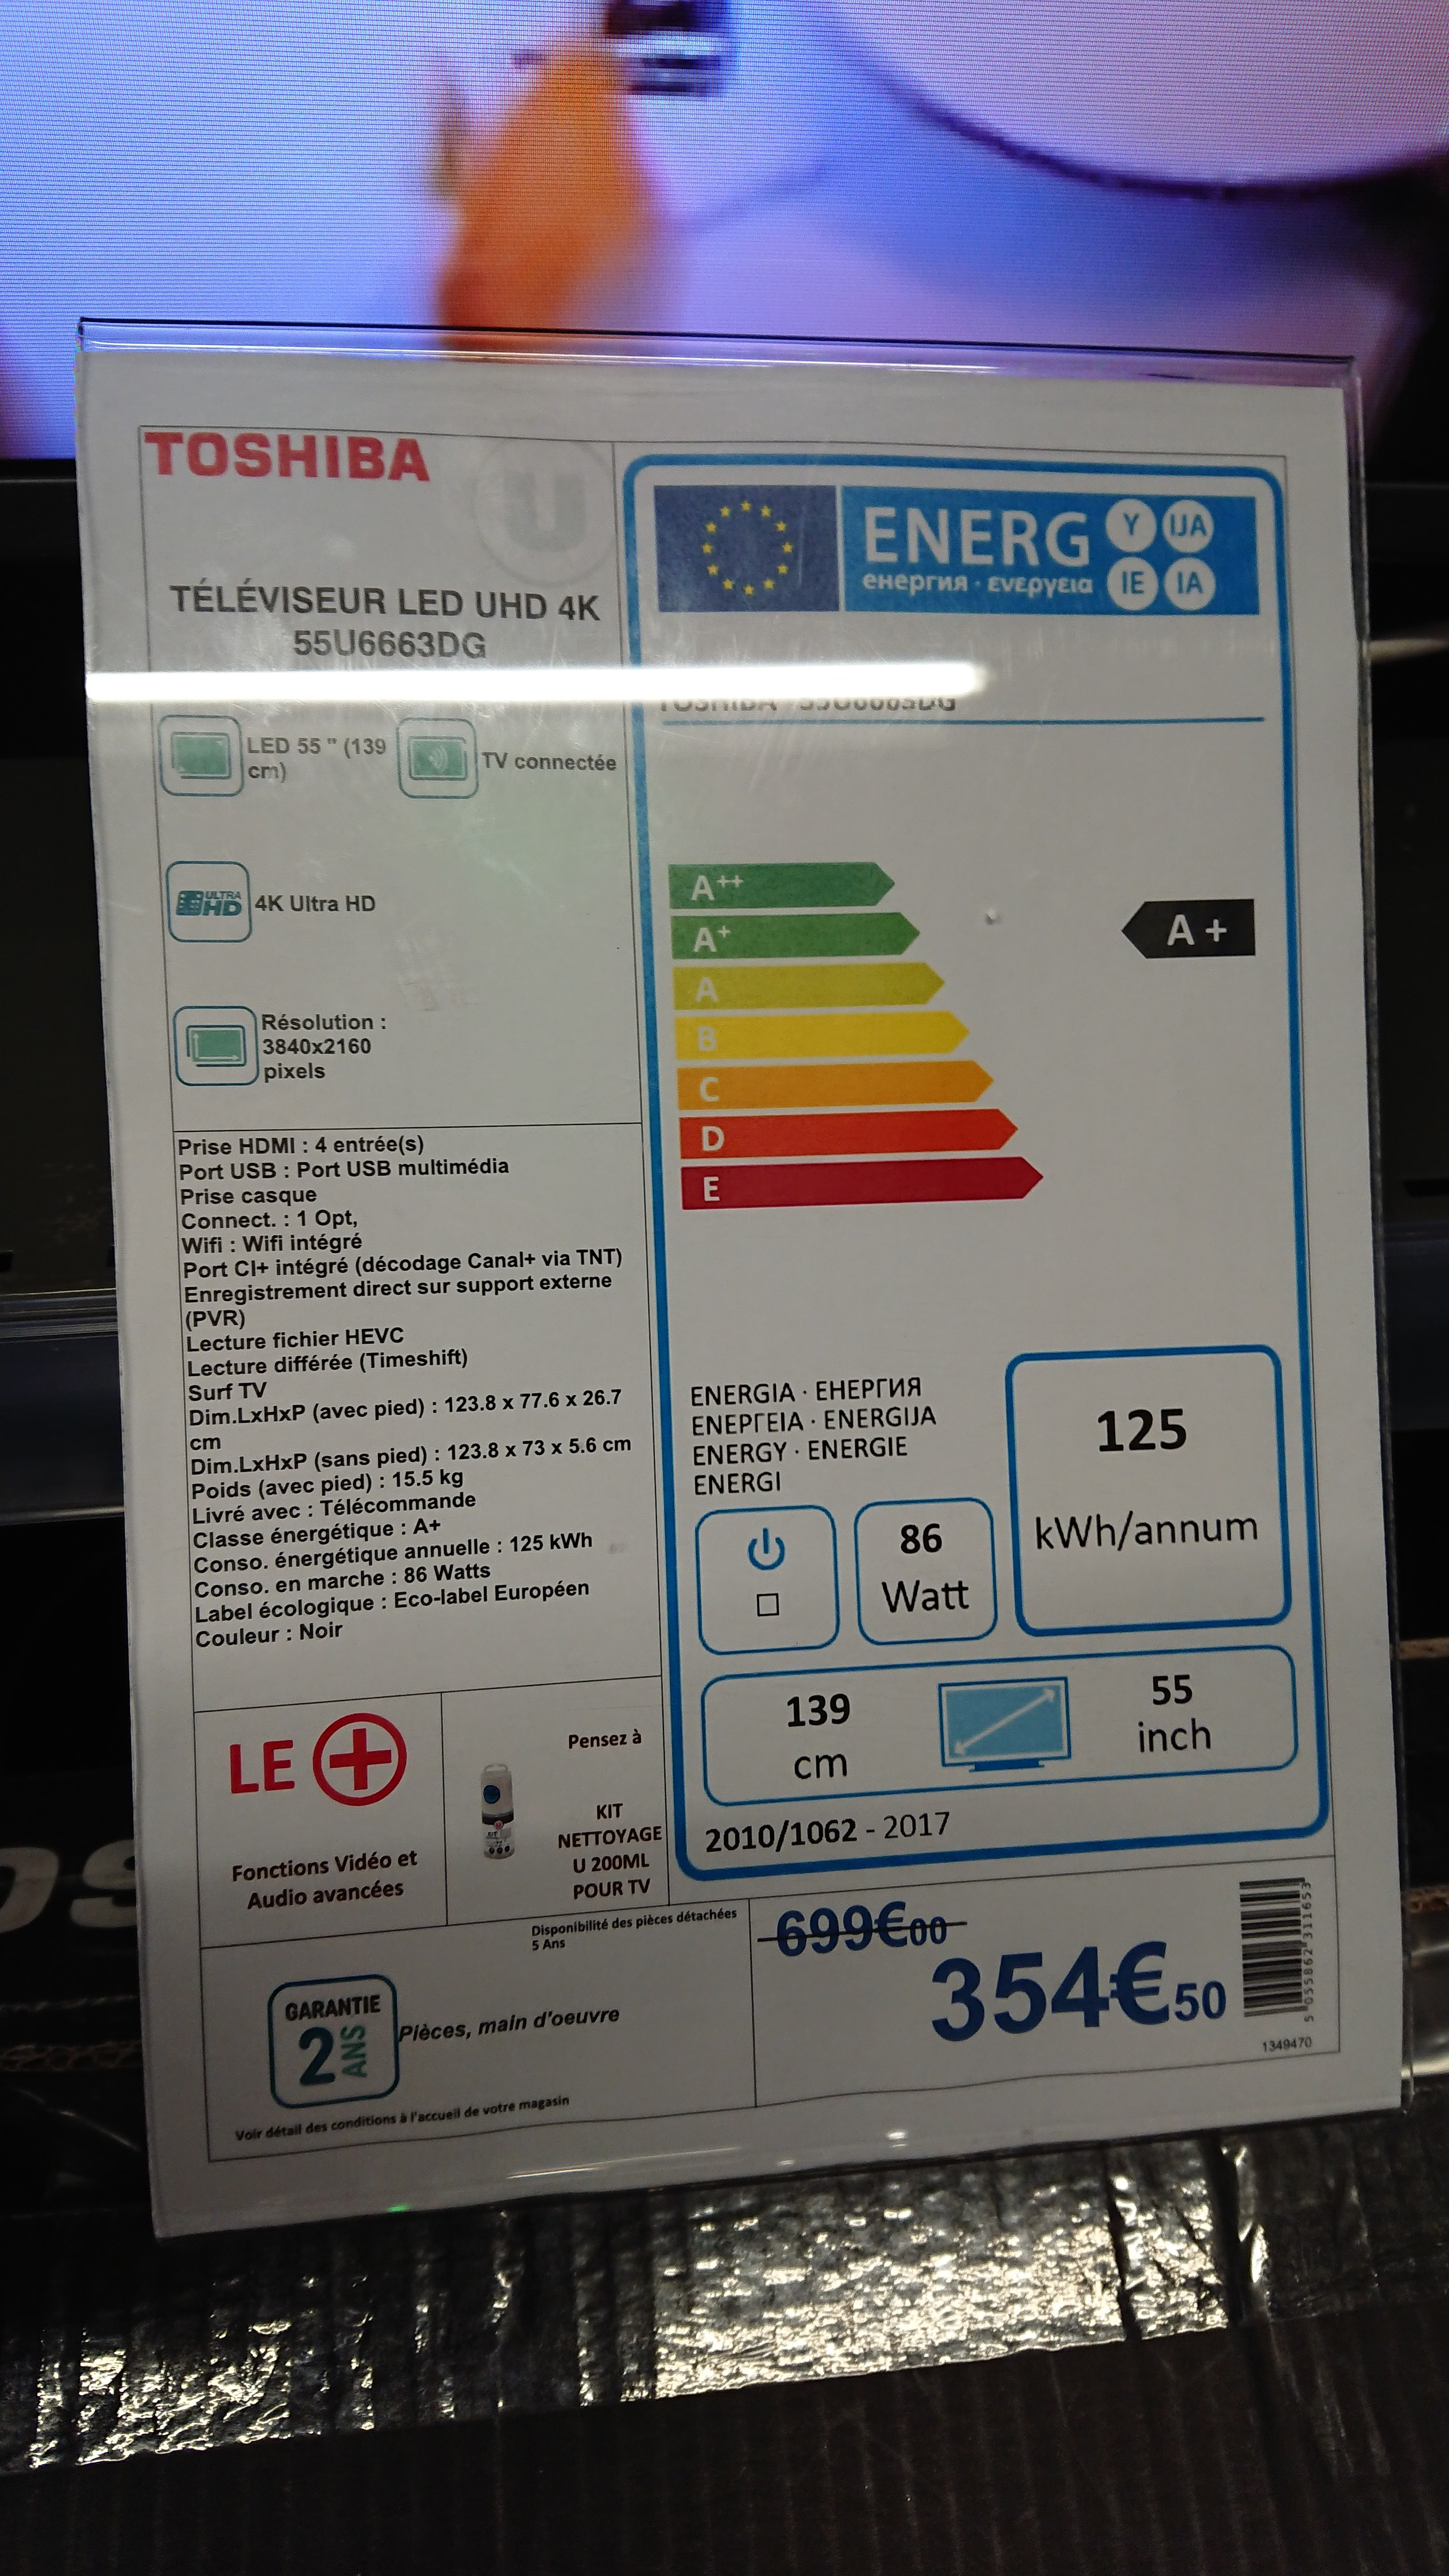 TOSHIBA
U
TÉLÉVISEUR LED UHD 4K
55U6663DG
LED 55 " (139
cm)
TV connectée
ULTRA
HD
4K Ultra HD
Résolution :
3840x2160
pixels
Prise HDMI : 4 entrée(s)
Port USB : Port USB multimédia
Prise casque
Connect. : 1 Opt,
Wifi : Wifi intégré
Port CI+ intégré (décodage Canal+ via TNT)
Enregistrement direct sur support externe
(PVR)
Lecture fichier HEVC
Lecture différée (Timeshift)
Surf TV
Dim.LxHxP (avec pied) : 123.8 x 77.6 x 26.7
cm
Dim.LxHxP (sans pied) : 123.8 x 73 x 5.6 cm
Poids (avec pied) : 15.5 kg
Livré avec : Télécommande
Classe énergétique : A+
Conso. énergétique annuelle : 125 kWh
Conso. en marche : 86 Watts
Label écologique : Eco-label Européen
Couleur : Noir
LE +
Fonctions Vidéo et
Audio avancées
Pensez à
KIT
NETTOYAGE
U 200ML
POUR TV
ENERG
енергия · ενεργεια
Y IJA
IE IA
TOSHIBA 55U6663DG
A++
A+
A
B
C
D
E
A +
ENERGIA · ЕНЕРГИЯ
ΕΝΕΡΓΕΙΑ · ENERGIJA
ENERGY · ENERGIE
ENERGI
86
Watt
125
kWh/annum
139
cm
55
inch
2010/1062 - 2017
Disponibilité des pièces détachées
5 Ans
GARANTIE
2 ANS
Pièces, main d'oeuvre
Voir détail des conditions à l'accueil de votre magasin
699€00
354€50
5 055862 311653
1349470